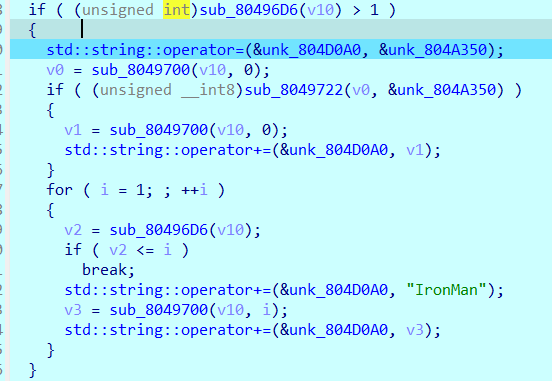 if ( (unsigned int)sub_80496D6(v10) > 1 )
{
std::string::operator=(&unk_804D0A0, &unk_804A350);
v0 = sub_8049700(v10, 0);
if ( (unsigned __int8)sub_8049722(v0, &unk_804A350) )
{
v1 = sub_8049700(v10, 0);
std::string::operator+=(&unk_804D0A0, v1);
}
for ( i = 1; ; ++i )
{
v2 = sub_80496D6(v10);
if ( v2 <= i )
break;
std::string::operator+=(&unk_804D0A0, "IronMan");
v3 = sub_8049700(v10, i);
std::string::operator+=(&unk_804D0A0, v3);
}
}